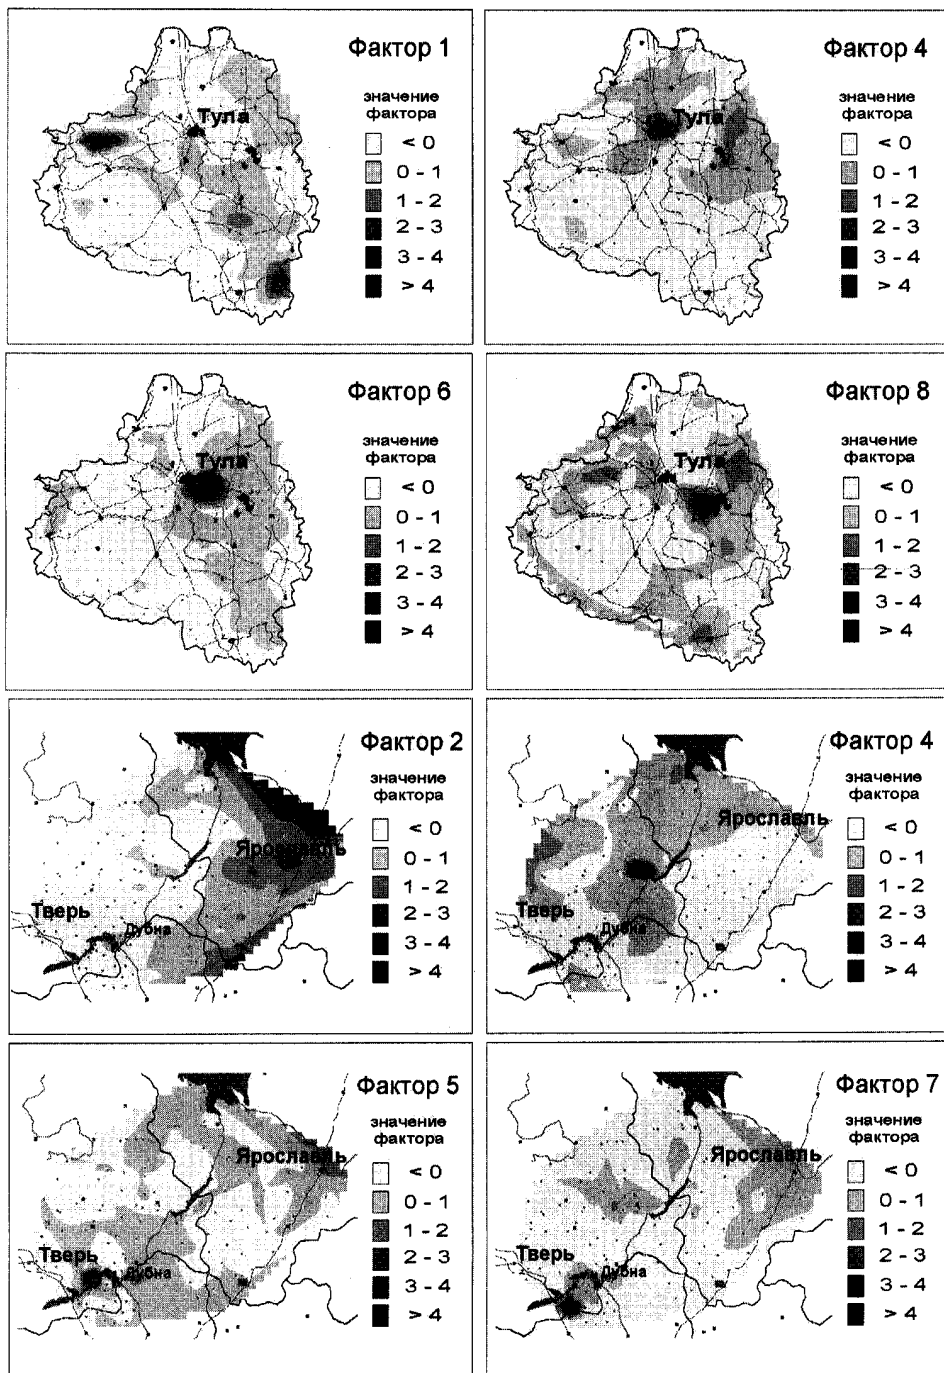 Фактор 1
Тула
значение
фактора
< 0
0 - 1
1 - 2
2 - 3
3 - 4
> 4
Фактор 4
Тула
значение
фактора
< 0
0 - 1
1 - 2
2 - 3
3 - 4
> 4
Фактор 6
Тула
значение
фактора
< 0
0 - 1
1 - 2
2 - 3
3 - 4
> 4
Фактор 8
Тула
значение
фактора
< 0
0 - 1
1 - 2
2 - 3
3 - 4
> 4
Фактор 2
значение
фактора
Ярославль
Тверь
Дубна
< 0
0 - 1
1 - 2
2 - 3
3 - 4
> 4
Фактор 4
значение
фактора
Ярославль
Тверь
Дубна
< 0
0 - 1
1 - 2
2 - 3
3 - 4
> 4
Фактор 5
значение
фактора
Ярославль
Тверь
Дубна
< 0
0 - 1
1 - 2
2 - 3
3 - 4
> 4
Фактор 7
значение
фактора
Ярославль
Тверь
Дубна
< 0
0 - 1
1 - 2
2 - 3
3 - 4
> 4